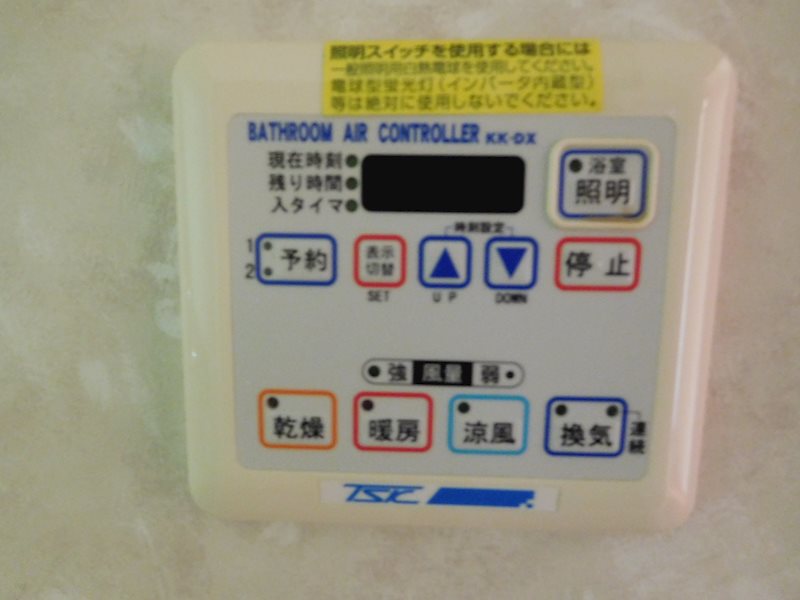 照明スイッチを使用する場合には
一般照明用白熱電球を使用してください。
電球型蛍光灯(インバータ内蔵型)
等は絶対に使用しないでください。
BATHROOM AIR CONTROLLER KK-DX
現在時刻
残り時間
入タイマ
浴室
照明
時刻設定
1
2
予約
表示
切替
SET
UP
DOWN
停止
強 風量 弱
乾燥
暖房
涼風
換気
連続
TSK